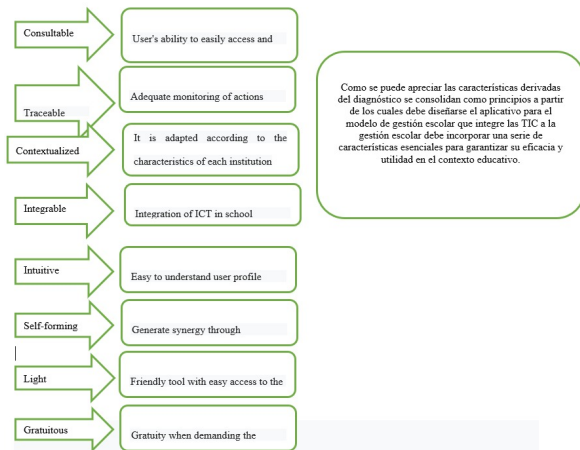 Consultable
User's ability to easily access and
Traceable
Adequate monitoring of actions
Contextualized
It is adapted according to the
characteristics of each institution
Integrable
Integration of ICT in school
Intuitive
Easy to understand user profile
Self-forming
Generate synergy through
Light
Friendly tool with easy access to the
Gratuitous
Gratuity when demanding the
Como se puede apreciar las características derivadas
del diagnóstico se consolidan como principios a partir
de los cuales debe diseñarse el aplicativo para el
modelo de gestión escolar que integre las TIC a la
gestión escolar debe incorporar una serie de
características esenciales para garantizar su eficacia y
utilidad en el contexto educativo.